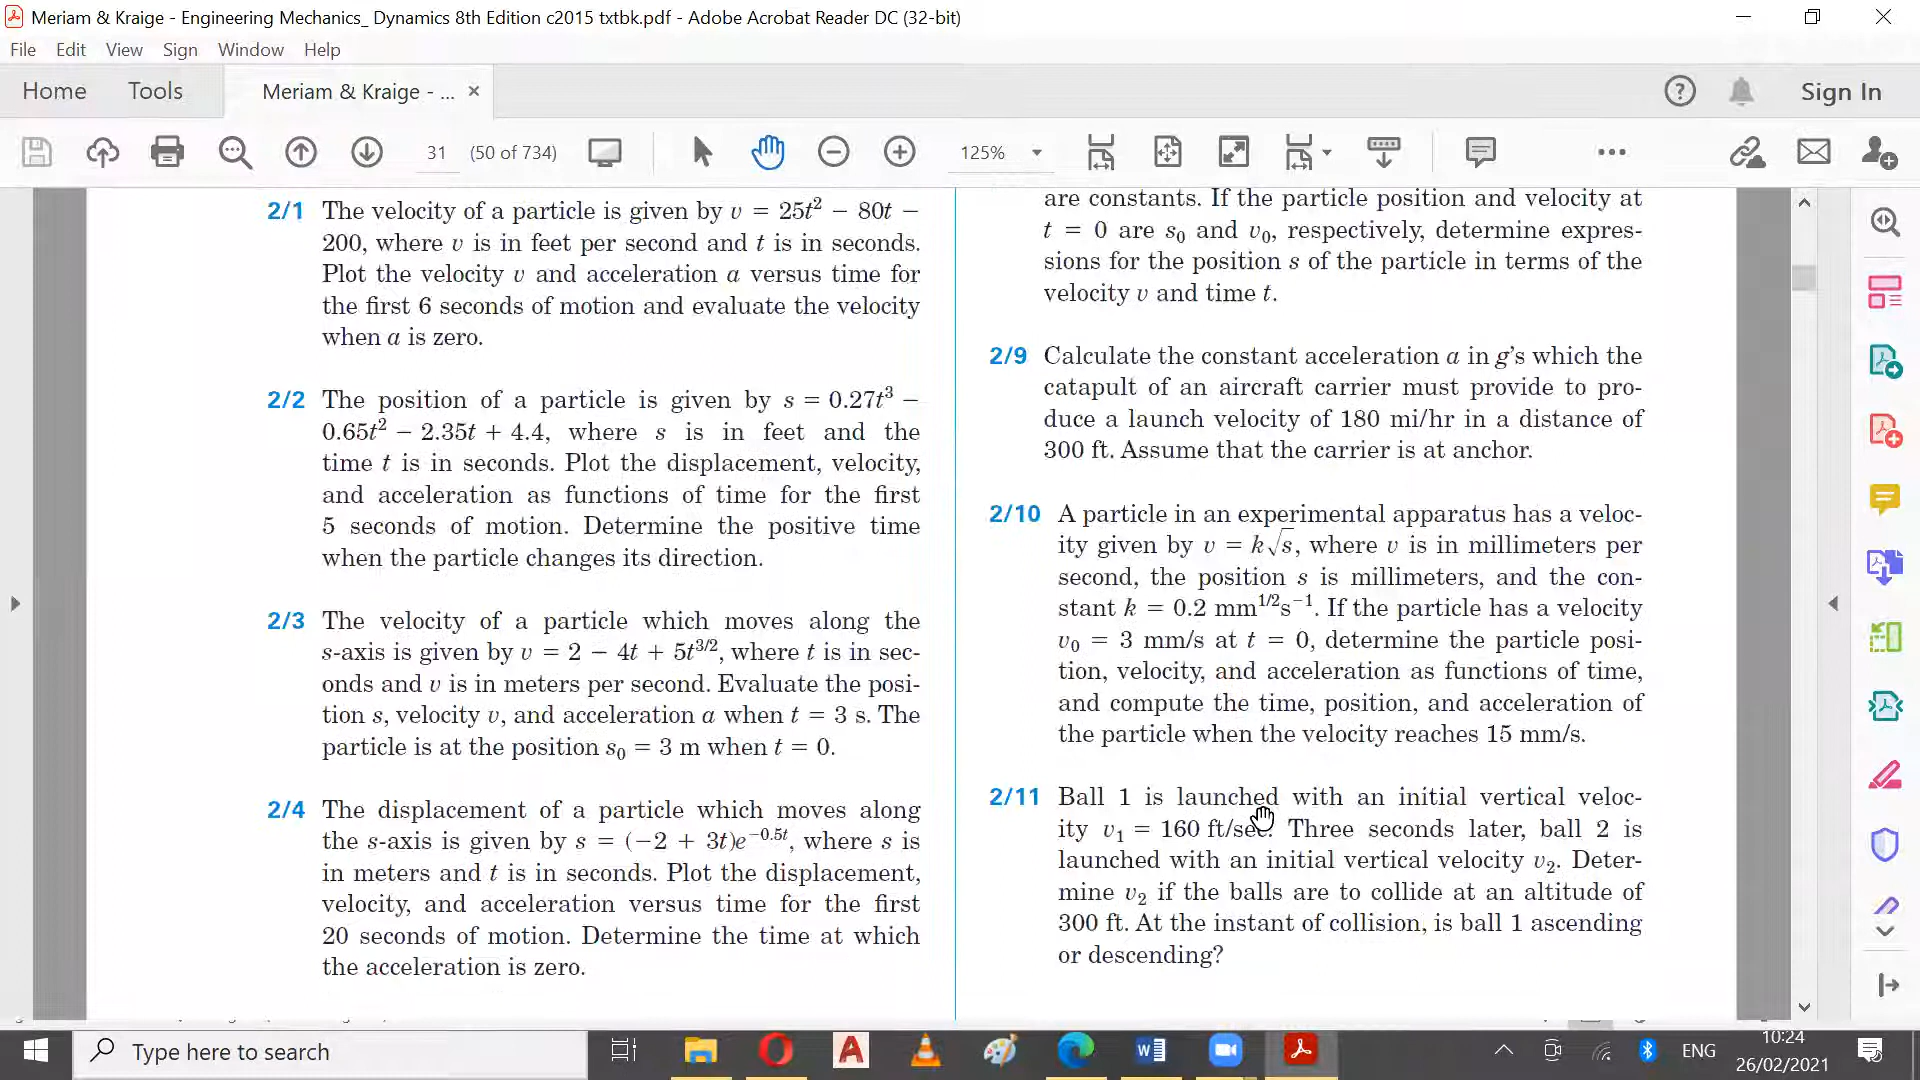 Meriam & Kraige - Engineering Mechanics_ Dynamics 8th Edition c2015 txtbk.pdf - Adobe Acrobat Reader DC (32-bit)
File Edit View Sign Window Help
Home Tools Meriam & Kraige - ... × Sign In
31 (50 of 734) 125%
2/1 The velocity of a particle is given by v = 25t² − 80t −
200, where v is in feet per second and t is in seconds.
Plot the velocity v and acceleration a versus time for
the first 6 seconds of motion and evaluate the velocity
when a is zero.
2/2 The position of a particle is given by s = 0.27t³ −
0.65t² − 2.35t + 4.4, where s is in feet and the
time t is in seconds. Plot the displacement, velocity,
and acceleration as functions of time for the first
5 seconds of motion. Determine the positive time
when the particle changes its direction.
2/3 The velocity of a particle which moves along the
s-axis is given by v = 2 − 4t + 5t^3/2, where t is in sec-
onds and v is in meters per second. Evaluate the posi-
tion s, velocity v, and acceleration a when t = 3 s. The
particle is at the position s₀ = 3 m when t = 0.
2/4 The displacement of a particle which moves along
the s-axis is given by s = (−2 + 3t)e^−0.5t, where s is
in meters and t is in seconds. Plot the displacement,
velocity, and acceleration versus time for the first
20 seconds of motion. Determine the time at which
the acceleration is zero.
are constants. If the particle position and velocity at
t = 0 are s₀ and v₀, respectively, determine expres-
sions for the position s of the particle in terms of the
velocity v and time t.
2/9 Calculate the constant acceleration a in g's which the
catapult of an aircraft carrier must provide to pro-
duce a launch velocity of 180 mi/hr in a distance of
300 ft. Assume that the carrier is at anchor.
2/10 A particle in an experimental apparatus has a veloc-
ity given by v = k√s, where v is in millimeters per
second, the position s is millimeters, and the con-
stant k = 0.2 mm^1/2s⁻¹. If the particle has a velocity
v₀ = 3 mm/s at t = 0, determine the particle posi-
tion, velocity, and acceleration as functions of time,
and compute the time, position, and acceleration of
the particle when the velocity reaches 15 mm/s.
2/11 Ball 1 is launched with an initial vertical veloc-
ity v₁ = 160 ft/sec. Three seconds later, ball 2 is
launched with an initial vertical velocity v₂. Deter-
mine v₂ if the balls are to collide at an altitude of
300 ft. At the instant of collision, is ball 1 ascending
or descending?
Type here to search
ENG
10:24
26/02/2021